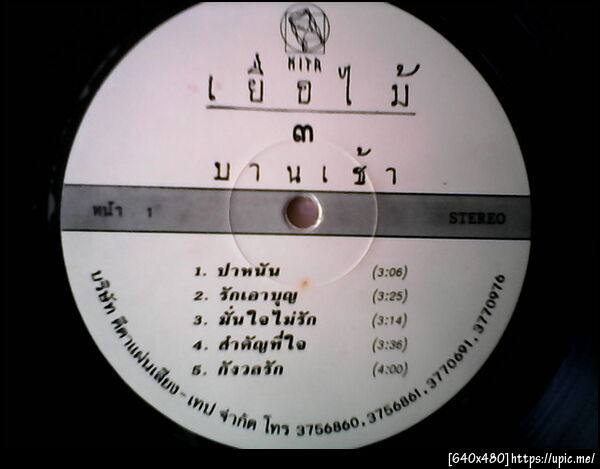 KITA
เยื่อไม้
๓
บานเช้า
หน้า 1
STEREO
1. ปาหนัน (3:06)
2. รักเอาบุญ (3:25)
3. มั่นใจไม่รัก (3:14)
4. สำคัญที่ใจ (3:36)
5. กังวลรัก (4:00)
บริษัท คีตาแผ่นเสียง-เทป จำกัด โทร 3756860, 3756861, 3770691, 3770976
[640x480]https://upic.me/